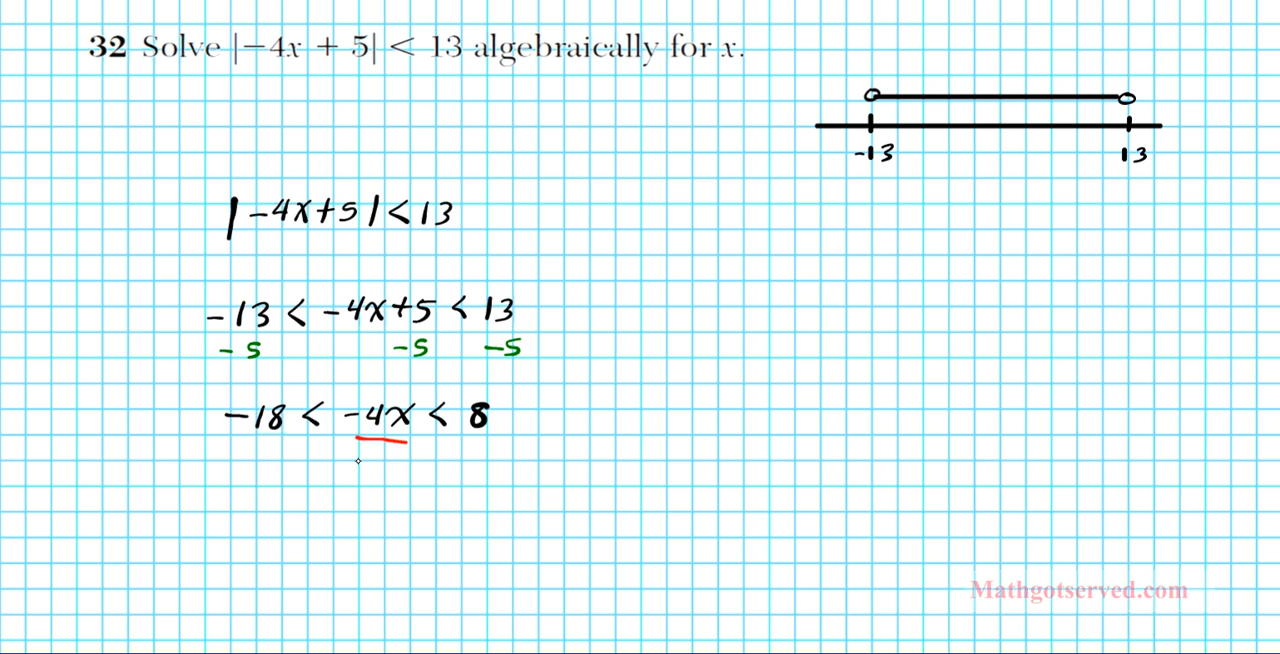 32 Solve |−4x + 5| < 13 algebraically for x.
-13 13
|-4x+5|<13
-13 < -4x+5 < 13
-5 -5 -5
-18 < -4x < 8
Mathgotserved.com